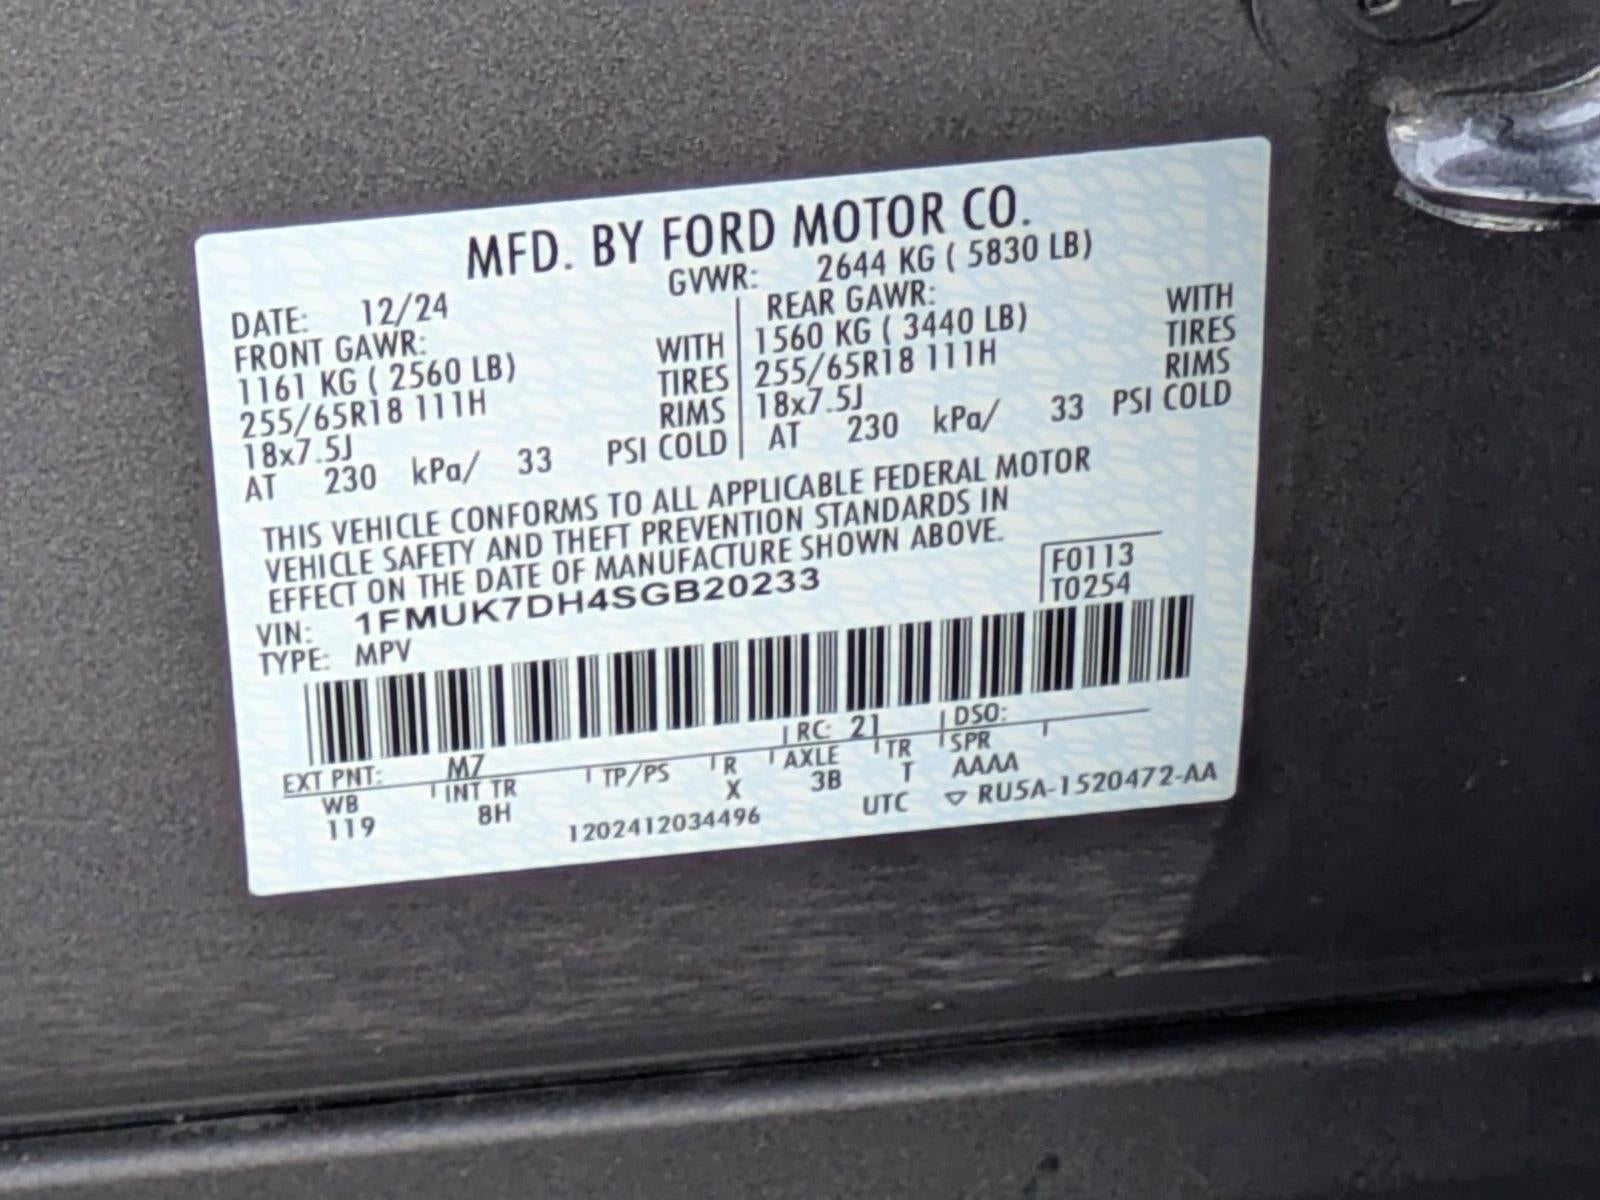 MFD. BY FORD MOTOR CO.
DATE: 12/24 GVWR: 2644 KG ( 5830 LB)
FRONT GAWR: REAR GAWR:
1161 KG ( 2560 LB) WITH 1560 KG ( 3440 LB) WITH
255/65R18 111H TIRES 255/65R18 111H TIRES
18x7.5J RIMS 18x7.5J RIMS
AT 230 kPa/ 33 PSI COLD AT 230 kPa/ 33 PSI COLD
THIS VEHICLE CONFORMS TO ALL APPLICABLE FEDERAL MOTOR
VEHICLE SAFETY AND THEFT PREVENTION STANDARDS IN
EFFECT ON THE DATE OF MANUFACTURE SHOWN ABOVE.
F0113
VIN: 1FMUK7DH4SGB20233 T0254
TYPE: MPV
EXT PNT: M7 RC: 21 DSO:
WB INT TR TP/PS R AXLE TR SPR
119 8H X 3B T AAAA
1202412034496 UTC ▽ RU5A-1520472-AA